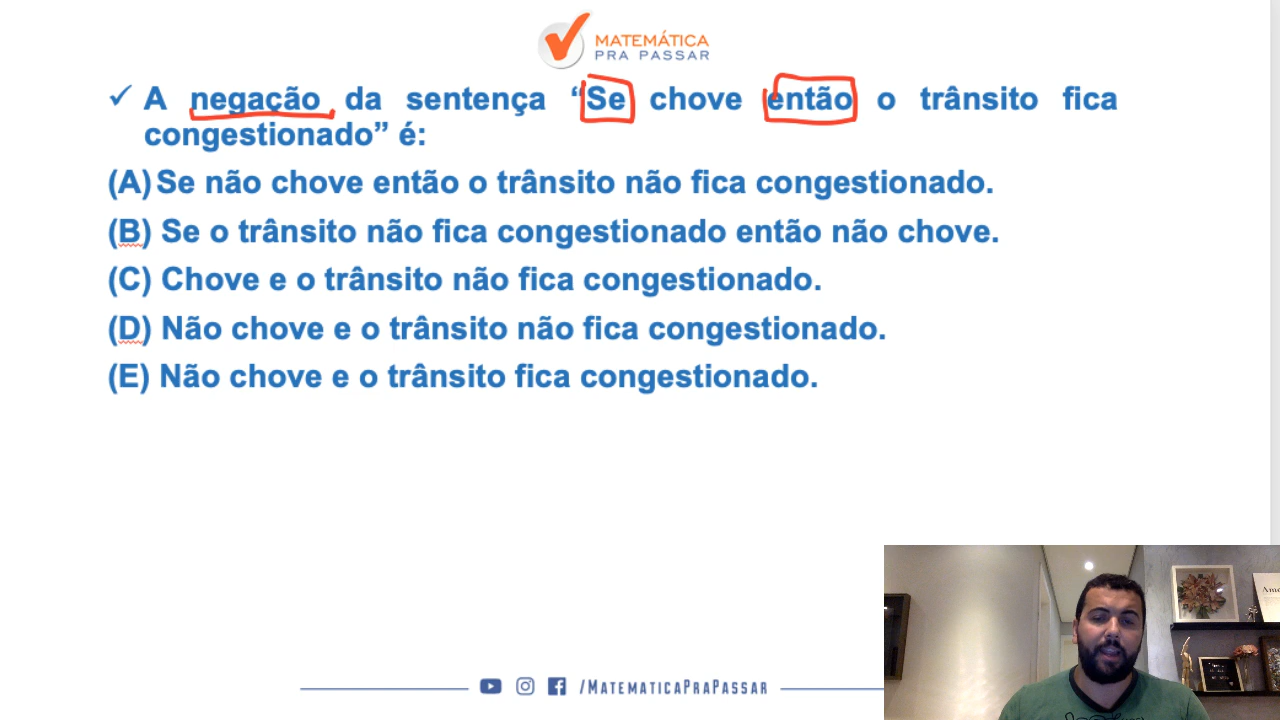 MATEMÁTICA
PRA PASSAR
✓ A negação da sentença “Se chove então o trânsito fica
congestionado” é:
(A) Se não chove então o trânsito não fica congestionado.
(B) Se o trânsito não fica congestionado então não chove.
(C) Chove e o trânsito não fica congestionado.
(D) Não chove e o trânsito não fica congestionado.
(E) Não chove e o trânsito fica congestionado.
/MATEMATICAPRAPASSAR